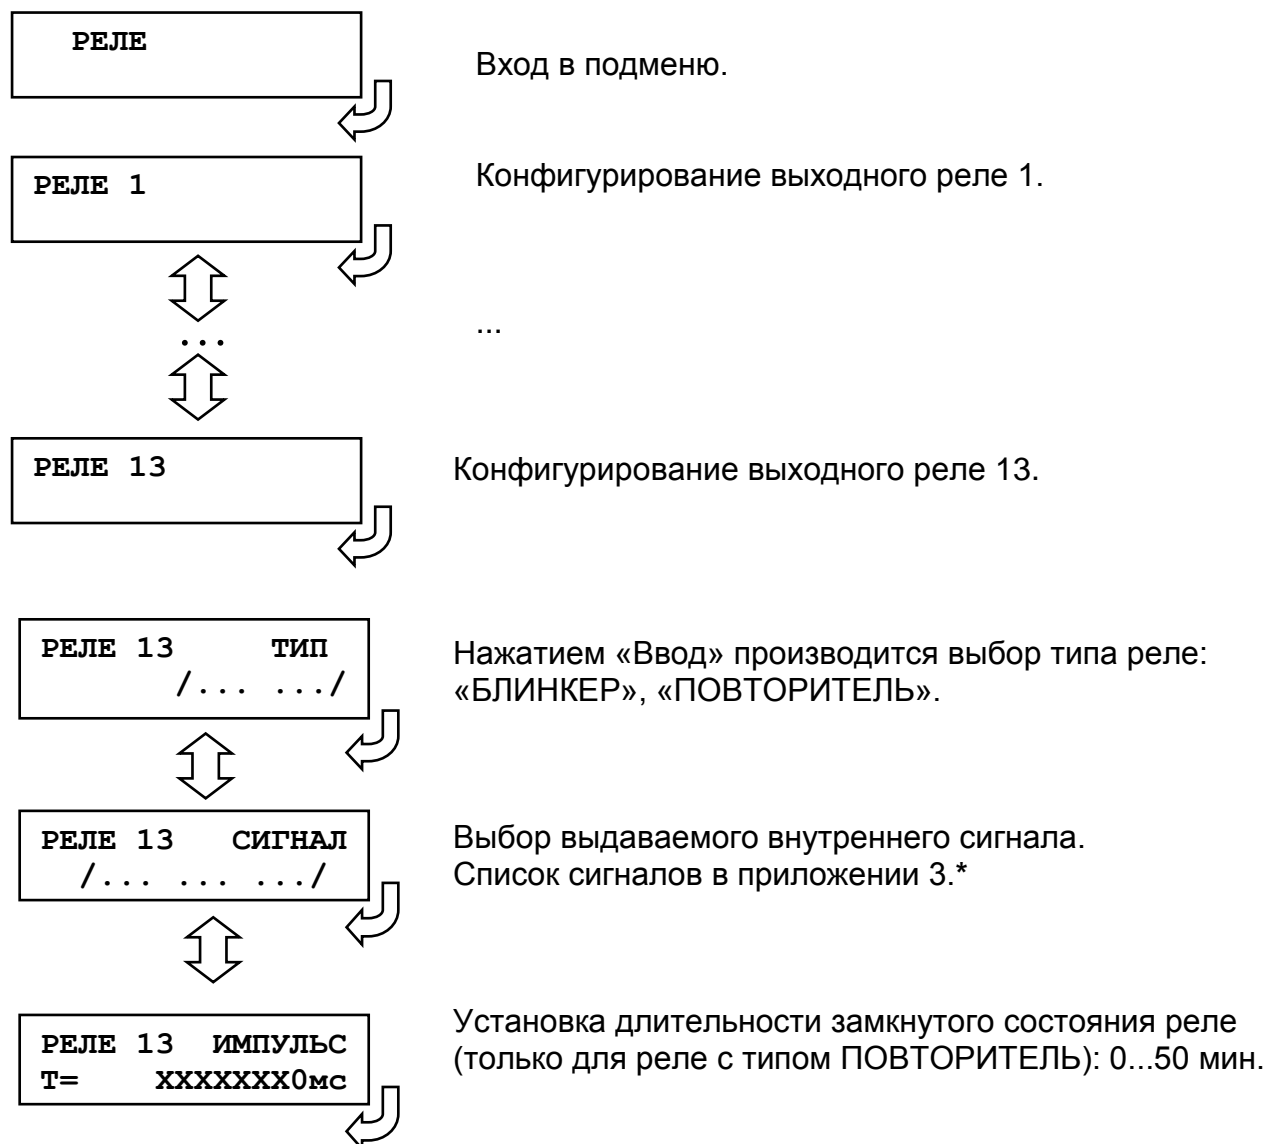 РЕЛЕ
Вход в подменю.
РЕЛЕ 1
Конфигурирование выходного реле 1.
...
...
РЕЛЕ 13
Конфигурирование выходного реле 13.
РЕЛЕ 13 ТИП
/... .../
Нажатием «Ввод» производится выбор типа реле:
«БЛИНКЕР», «ПОВТОРИТЕЛЬ».
РЕЛЕ 13 СИГНАЛ
/... ... .../
Выбор выдаваемого внутреннего сигнала.
Список сигналов в приложении 3.*
РЕЛЕ 13 ИМПУЛЬС
Т= ХХХХХХХ0мс
Установка длительности замкнутого состояния реле
(только для реле с типом ПОВТОРИТЕЛЬ): 0...50 мин.